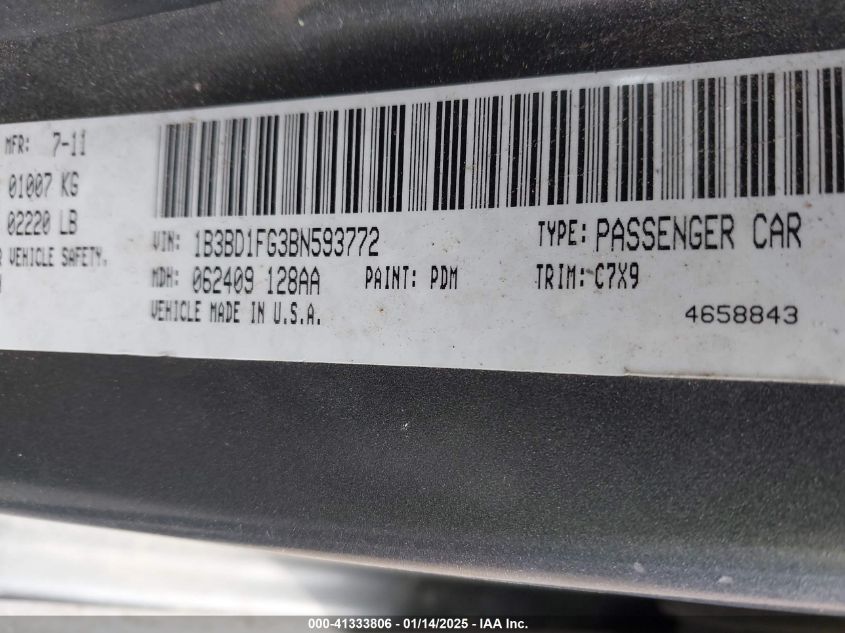 MFR: 7-11
01007 KG
02220 LB
VEHICLE SAFETY.
VIN: 1B3BD1FG3BN593772 TYPE: PASSENGER CAR
MDH: 062409 128AA PAINT: PDM TRIM: C7X9
VEHICLE MADE IN U.S.A.
4658843
000-41333806 - 01/14/2025 - IAA Inc.